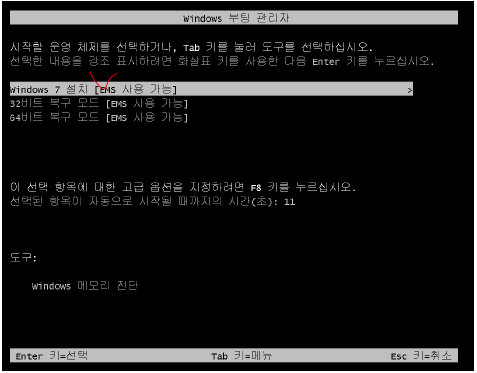 Windows 부팅 관리자
시작할 운영 체제를 선택하거나, Tab 키를 눌러 도구를 선택하십시오.
선택한 내용을 강조 표시하려면 화살표 키를 사용한 다음 Enter 키를 누르십시오.
Windows 7 설치 [EMS 사용 가능] >
32비트 복구 모드 [EMS 사용 가능]
64비트 복구 모드 [EMS 사용 가능]
이 선택 항목에 대한 고급 옵션을 지정하려면 F8 키를 누르십시오.
선택된 항목이 자동으로 시작될 때까지의 시간(초): 11
도구:
Windows 메모리 진단
Enter 키=선택 Tab 키=메뉴 Esc 키=취소